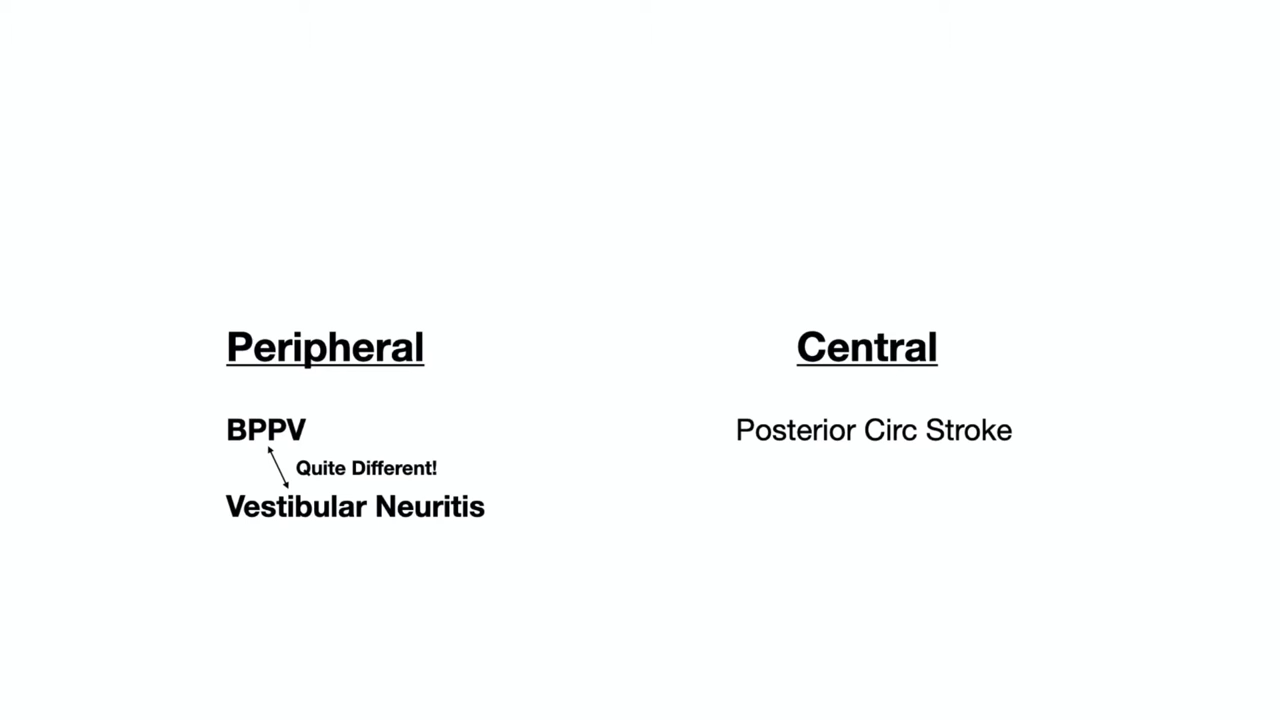 Peripheral
Central
BPPV
Posterior Circ Stroke
Quite Different!
Vestibular Neuritis